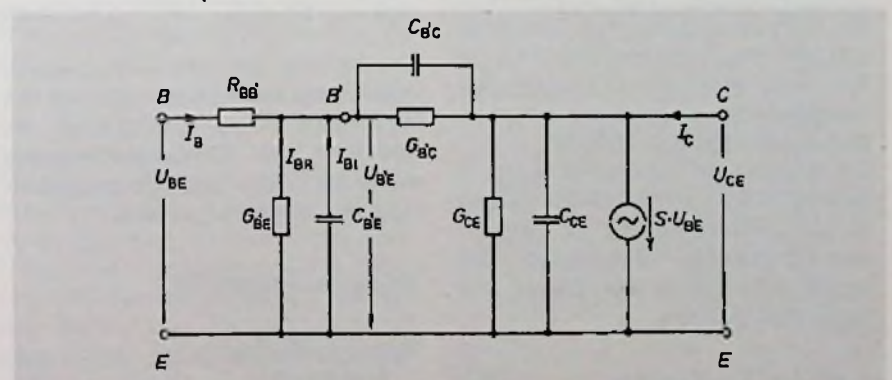 C_B'C
R_BB'
B
B'
C
I_B
I_BR
I_BI
G_B'C
I_C
U_BE
U_B'E
U_CE
G_B'E
C_B'E
G_CE
C_CE
S·U_B'E
E
E